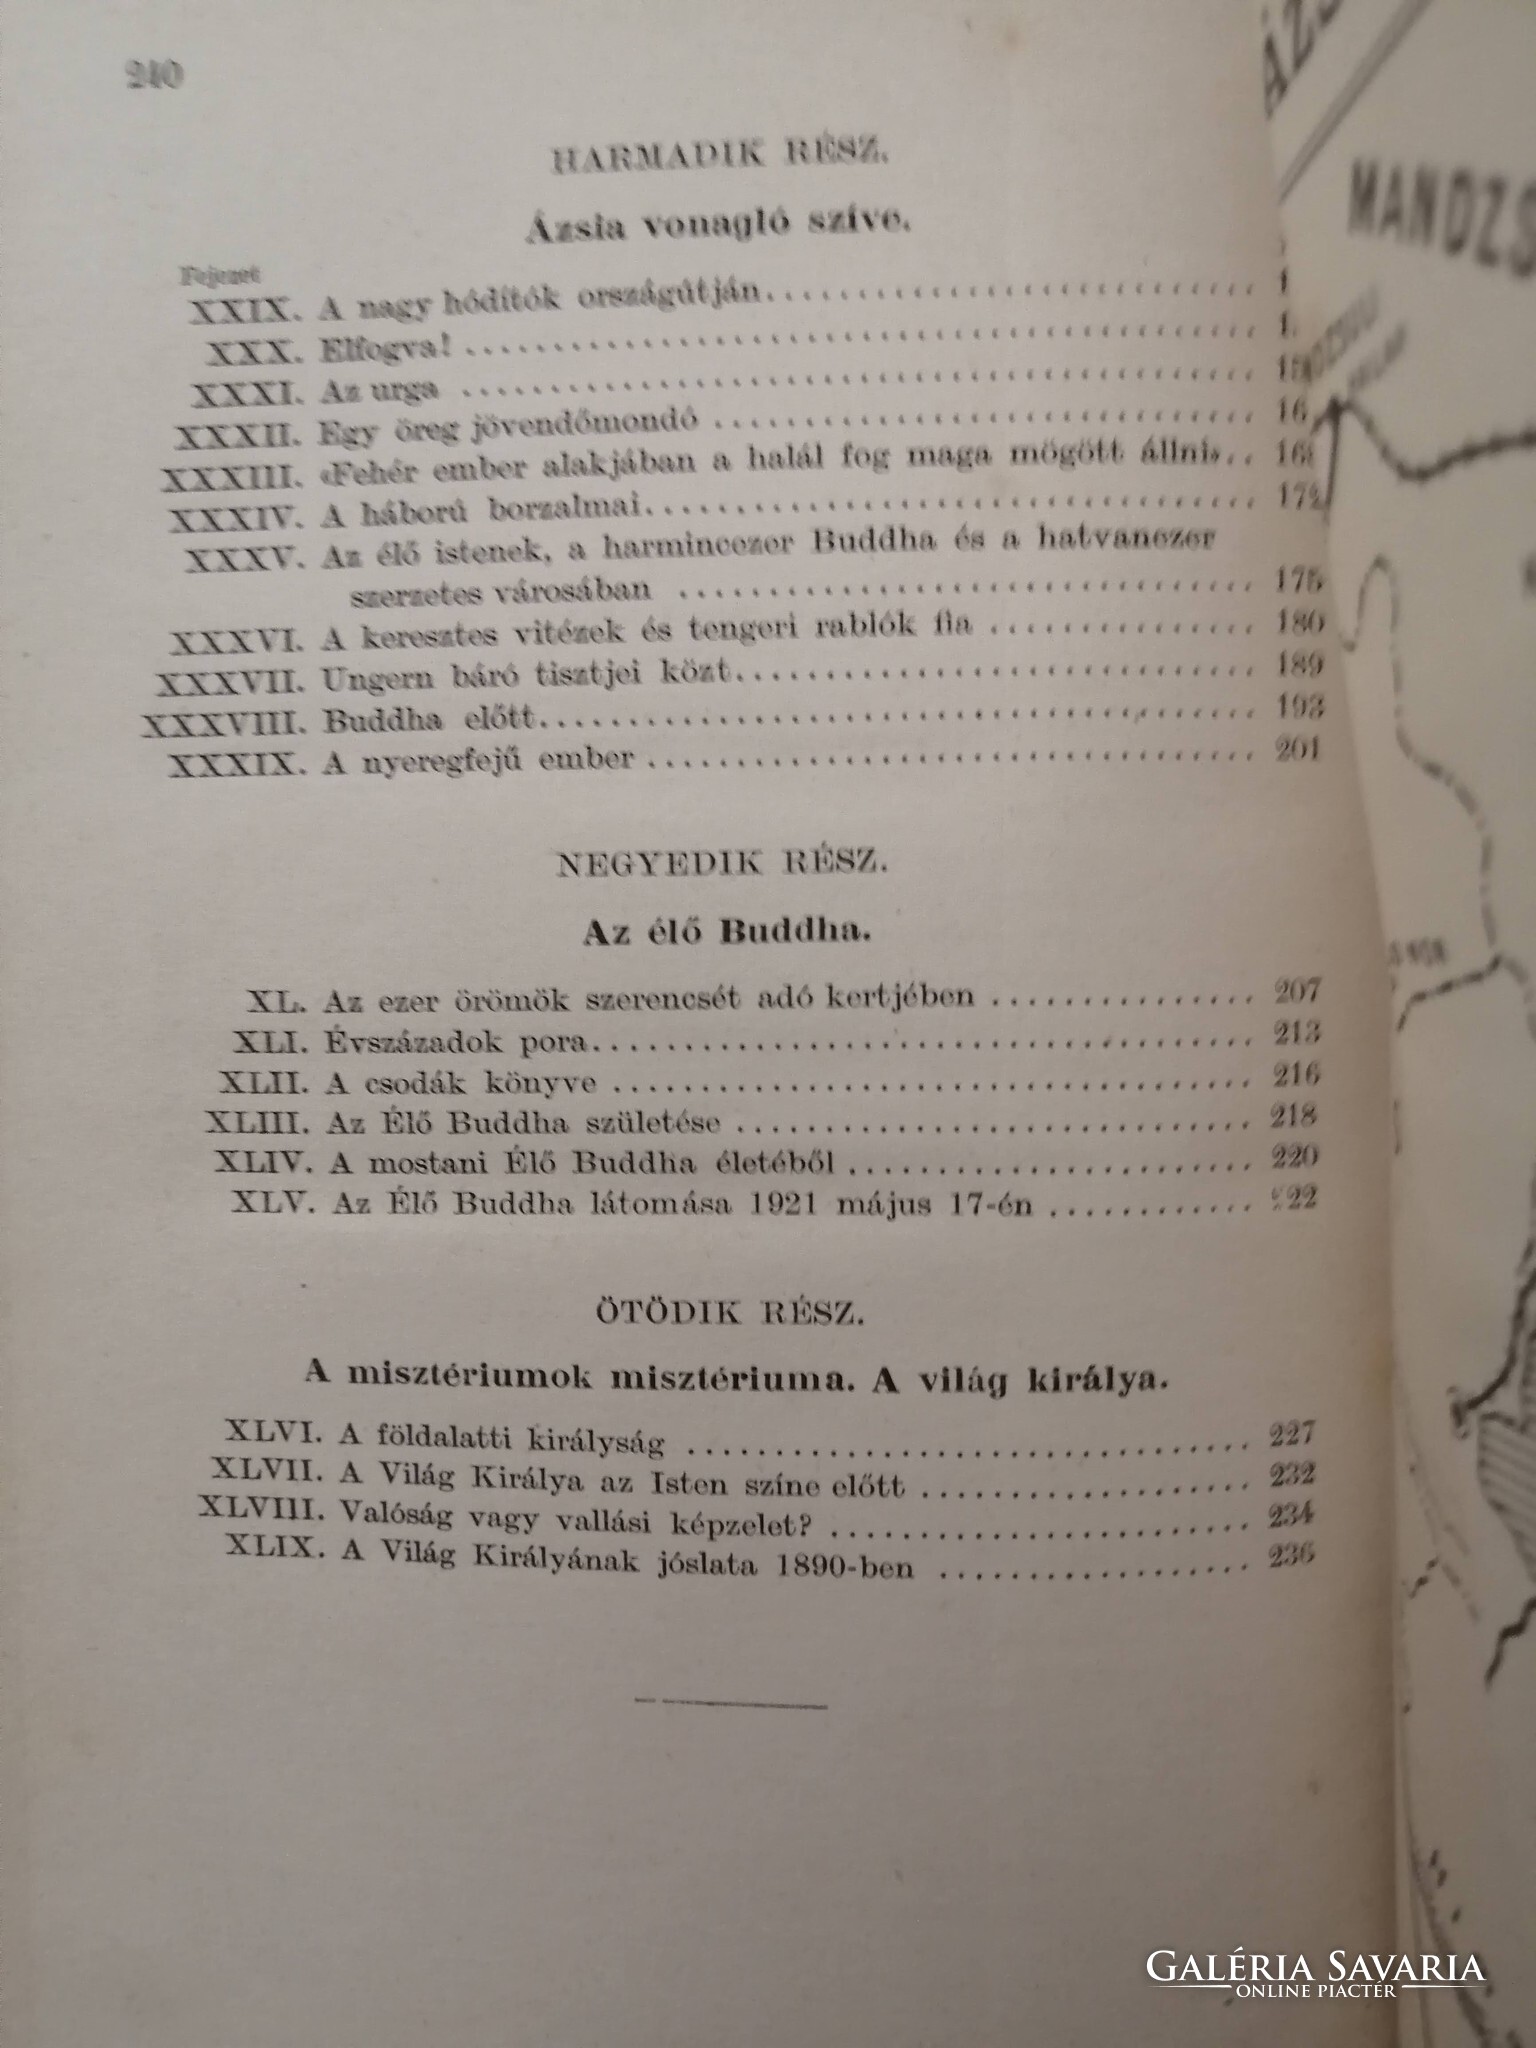 240
HARMADIK RÉSZ.
Ázsia vonagló szíve.
Fejezet
XXIX. A nagy hódítók országútján
XXX. Elfogva!
XXXI. Az urga
XXXII. Egy öreg jövendőmondó
XXXIII. «Fehér ember alakjában a halál fog maga mögött állni»
XXXIV. A háború borzalmai
XXXV. Az élő istenek, a harmincezer Buddha és a hatvanezer
szerzetes városában 175
XXXVI. A keresztes vitézek és tengeri rablók fia 180
XXXVII. Ungern báró tisztjei közt 189
XXXVIII. Buddha előtt 193
XXXIX. A nyeregfejű ember 201
NEGYEDIK RÉSZ.
Az élő Buddha.
XL. Az ezer örömök szerencsét adó kertjében 207
XLI. Évszázadok pora 213
XLII. A csodák könyve 216
XLIII. Az Élő Buddha születése 218
XLIV. A mostani Élő Buddha életéből 220
XLV. Az Élő Buddha látomása 1921 május 17-én
ÖTÖDIK RÉSZ.
A misztériumok misztériuma. A világ királya.
XLVI. A földalatti királyság 227
XLVII. A Világ Királya az Isten színe előtt 232
XLVIII. Valóság vagy vallási képzelet? 234
XLIX. A Világ Királyának jóslata 1890-ben 236
GALÉRIA SAVARIA
ONLINE PIACTÉR